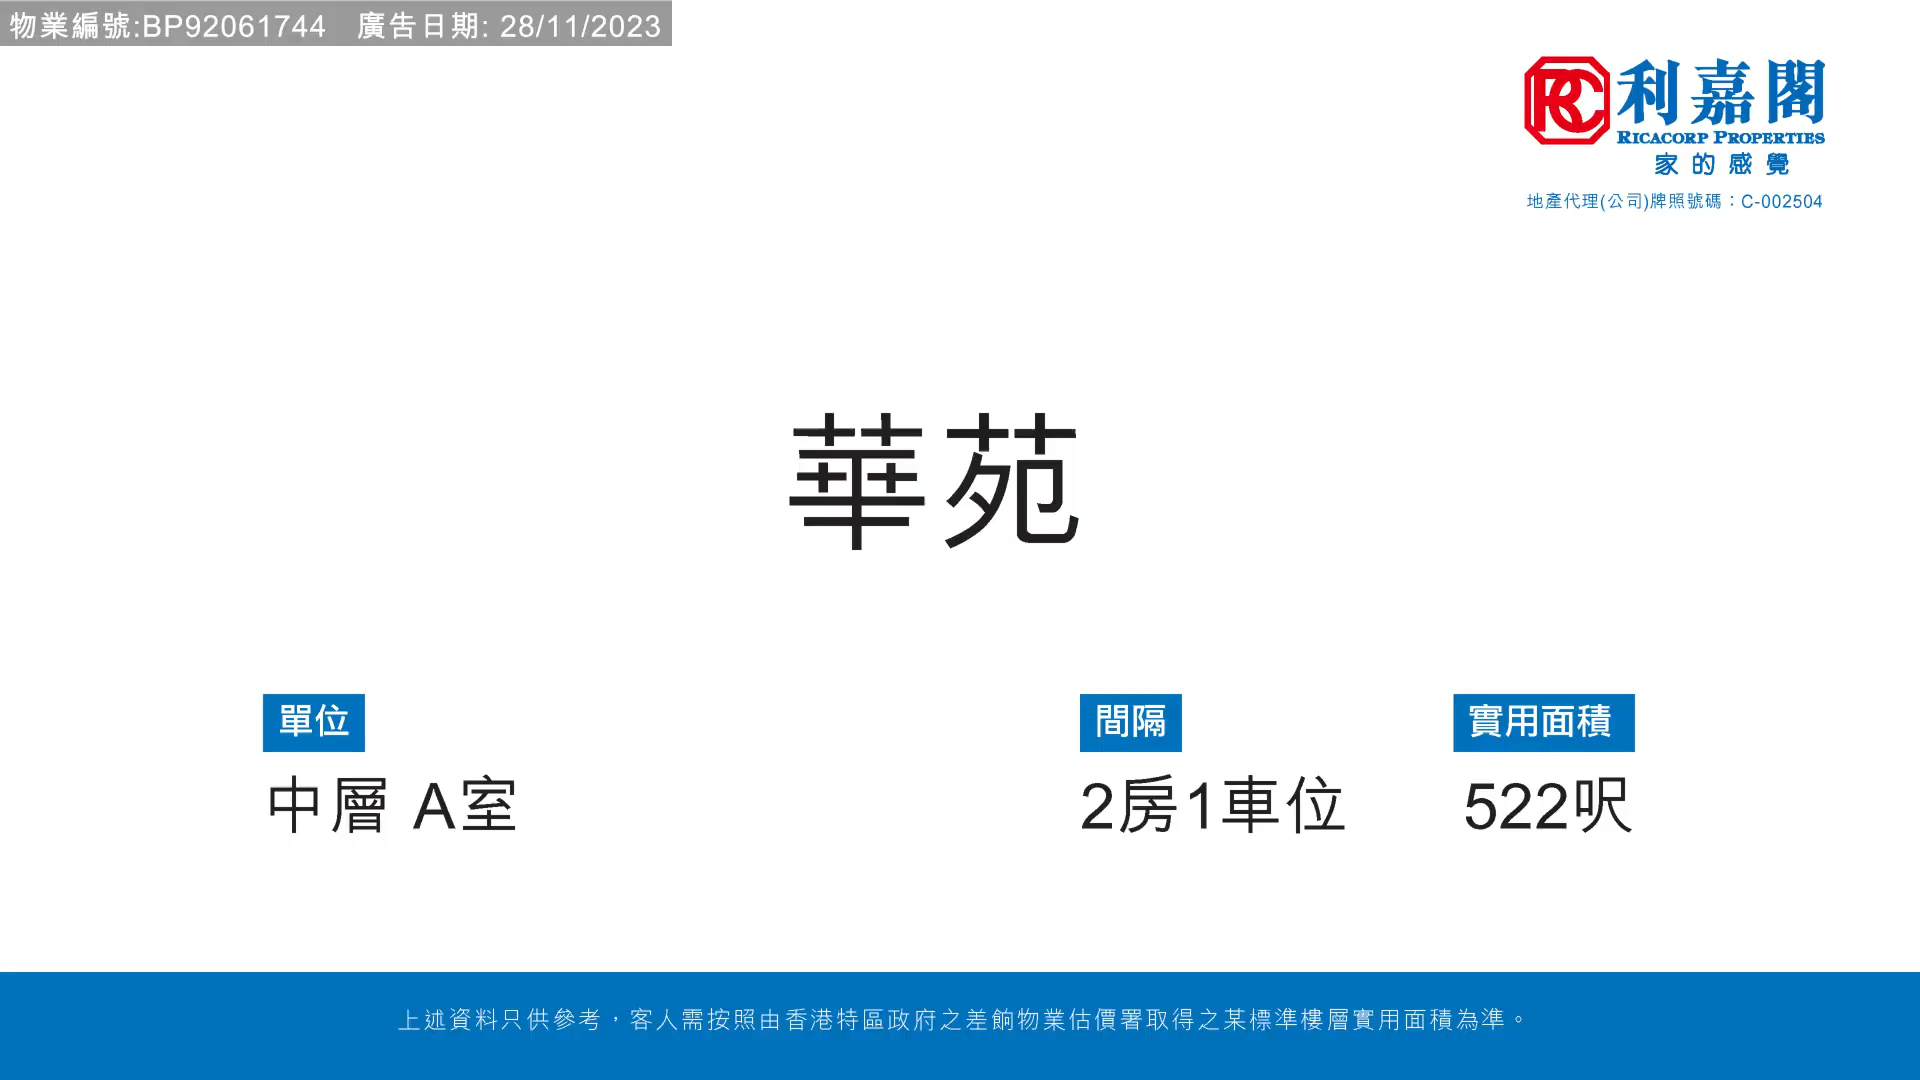 物業編號:BP92061744 廣告日期: 28/11/2023
RC 利嘉閣
RICACORP PROPERTIES
家的感覺
地產代理(公司)牌照號碼：C-002504
華苑
單位 間隔 實用面積
中層 A室 2房1車位 522呎
上述資料只供參考，客人需按照由香港特區政府之差餉物業估價署取得之某標準樓層實用面積為準。